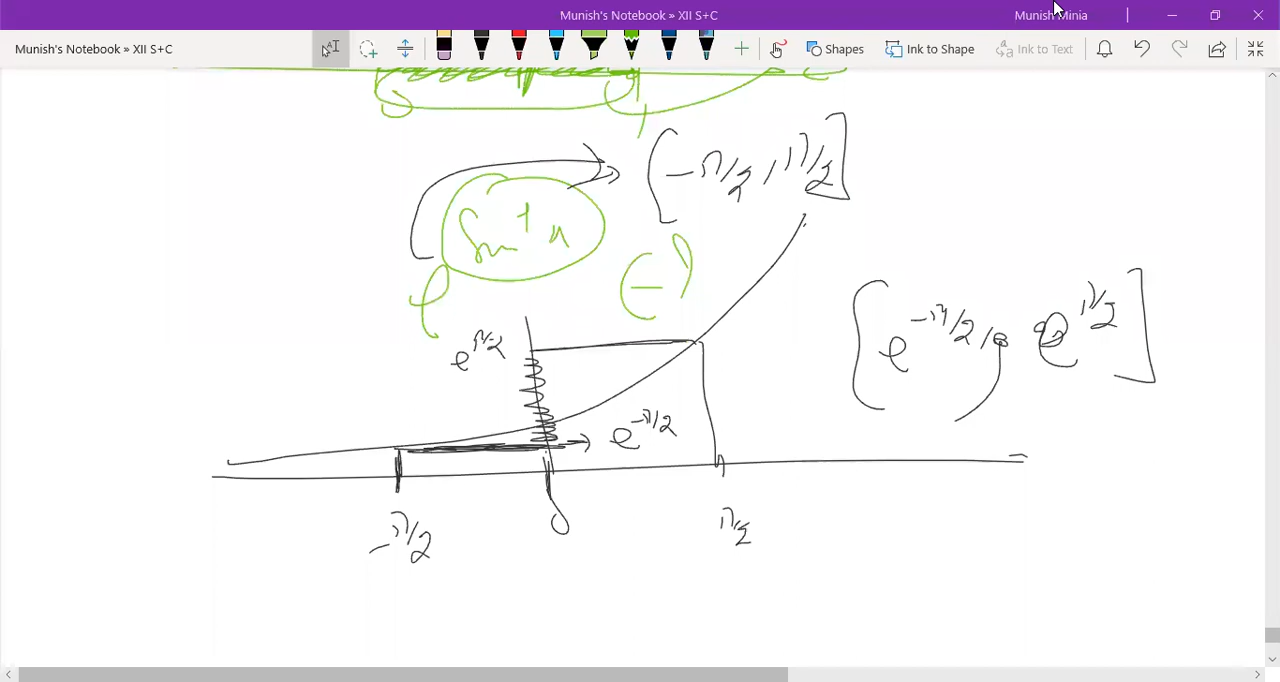 Munish's Notebook » XII S+C
Munish Minia
Munish's Notebook » XII S+C
Shapes
Ink to Shape
Ink to Text
[-π/2, π/2]
e^(sin⁻¹ x)
(-)
[e^(-π/2), e^(π/2)]
e^(π/2)
e^(-π/2)
-π/2
0
π/2